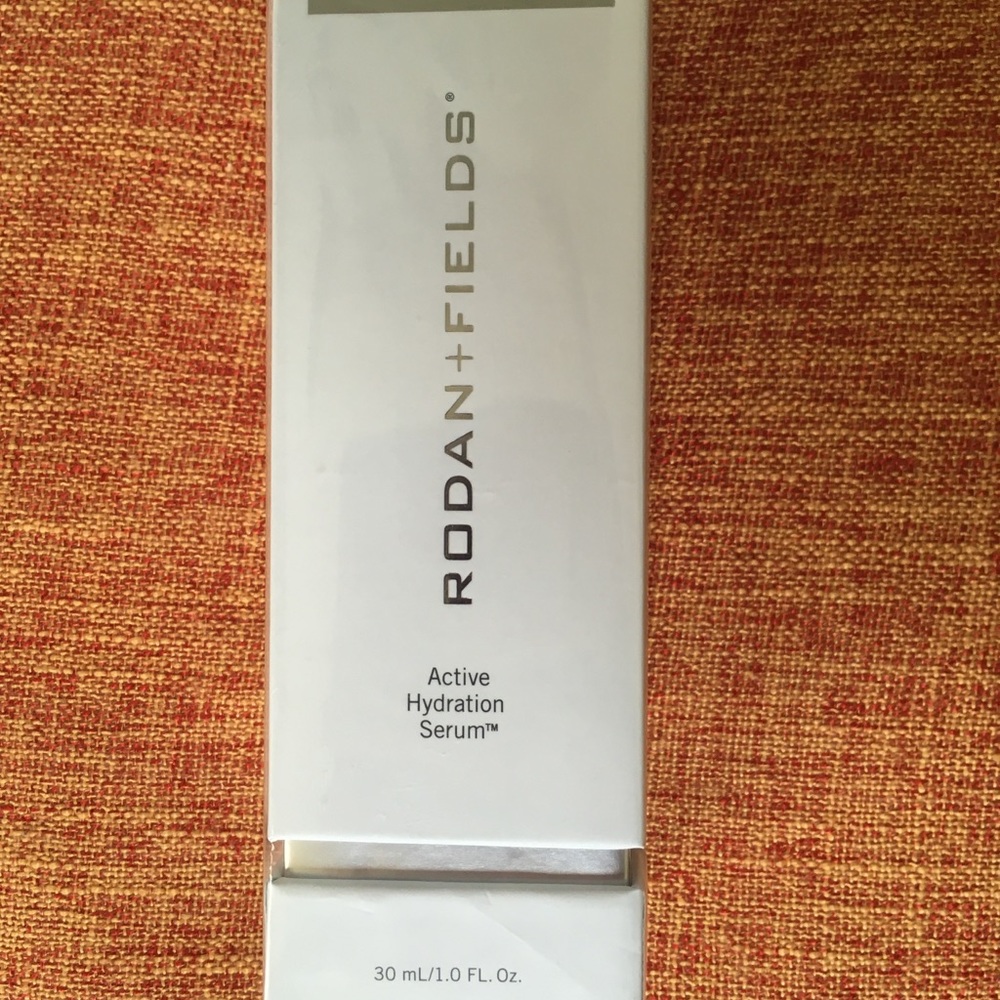 RODAN+FIELDS®
Active
Hydration
Serum™
30 mL/1.0 FL. Oz.